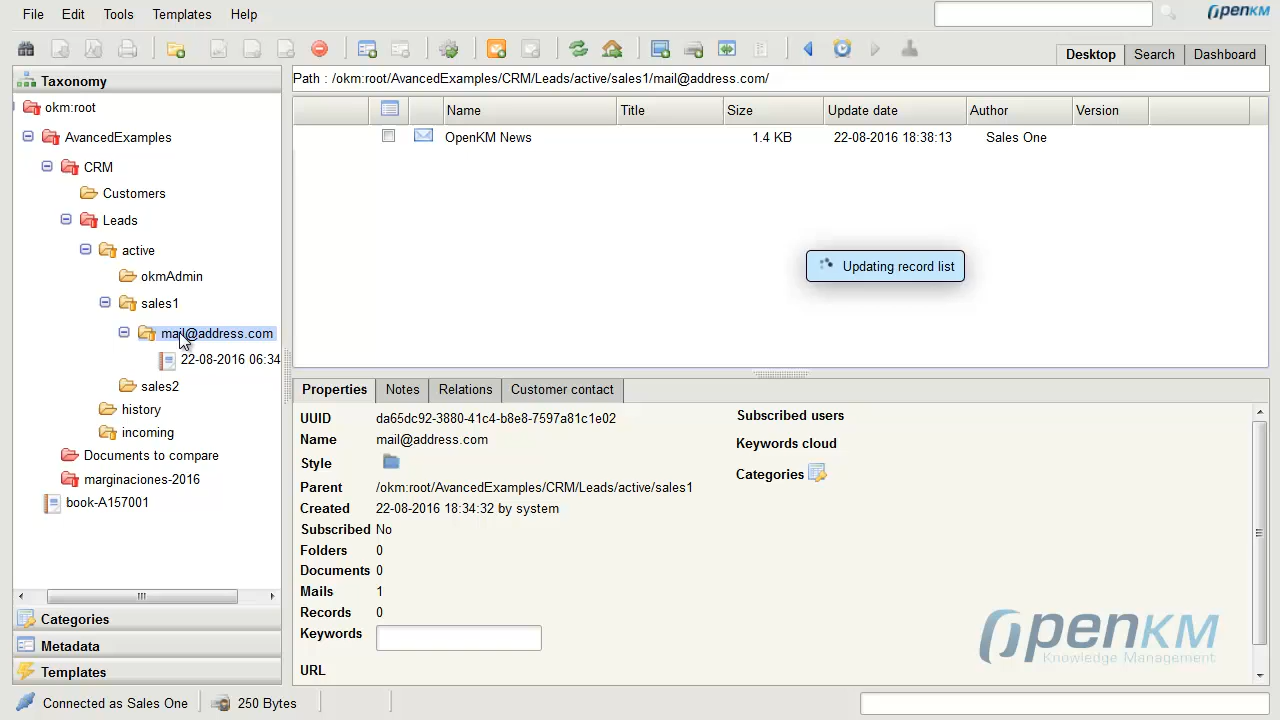 File Edit Tools Templates Help
OpenKM
Desktop Search Dashboard
Taxonomy
Path : /okm:root/AvancedExamples/CRM/Leads/active/sales1/mail@address.com/
okm:root
AvancedExamples
CRM
Customers
Leads
active
okmAdmin
sales1
mail@address.com
22-08-2016 06:34
sales2
history
incoming
Documents to compare
book-A157001
Categories
Metadata
Templates
Name Title Size Update date Author Version
OpenKM News 1.4 KB 22-08-2016 18:38:13 Sales One
Updating record list
Properties Notes Relations Customer contact
UUID da65dc92-3880-41c4-b8e8-7597a81c1e02
Name mail@address.com
Style
Parent /okm:root/AvancedExamples/CRM/Leads/active/sales1
Created 22-08-2016 18:34:32 by system
Subscribed No
Folders 0
Documents 0
Mails 1
Records 0
Keywords
URL
Subscribed users
Keywords cloud
Categories
OpenKM
Knowledge Management
Connected as Sales One 250 Bytes